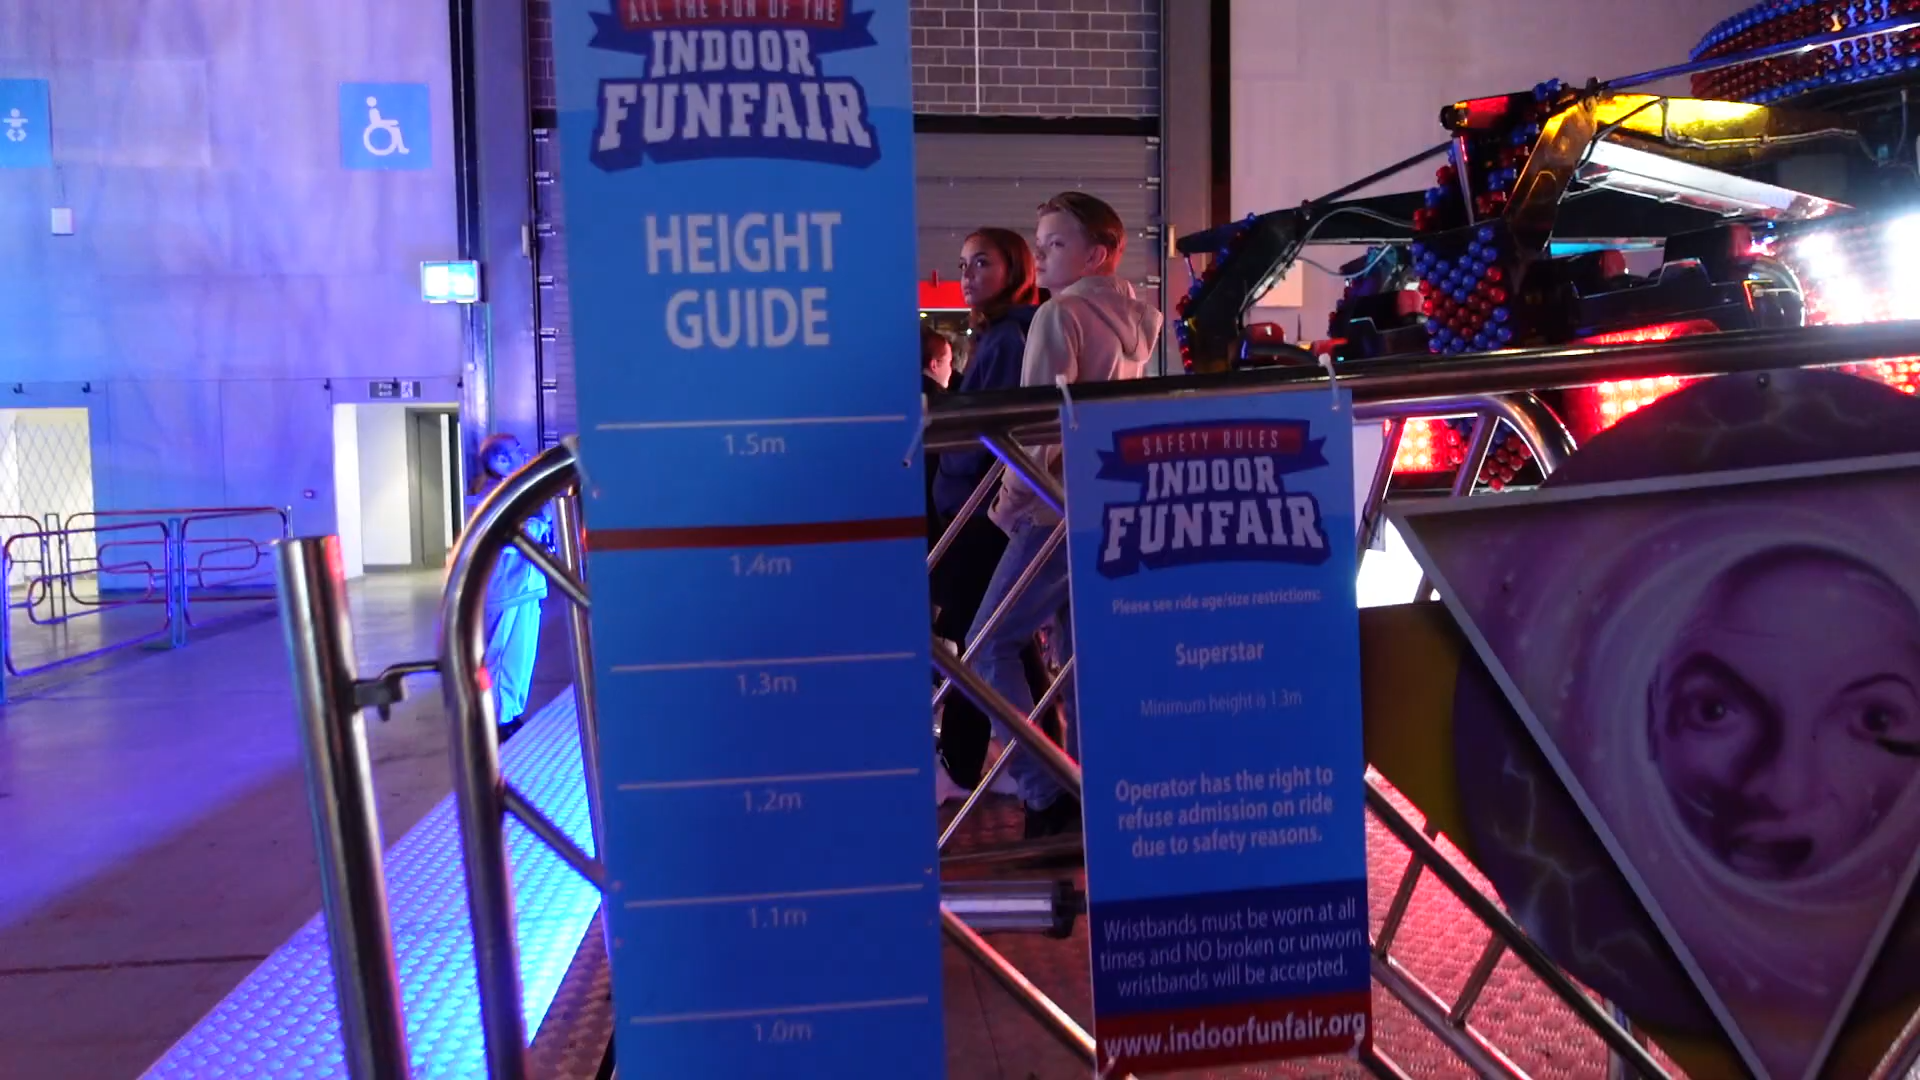 ALL THE FUN OF THE
INDOOR
FUNFAIR
HEIGHT
GUIDE
1.5m
1.4m
1.3m
1.2m
1.1m
1.0m
SAFETY RULES
INDOOR
FUNFAIR
Please see ride age/size restrictions:
Superstar
Minimum height is 1.3m
Operator has the right to
refuse admission on ride
due to safety reasons.
Wristbands must be worn at all
times and NO broken or unworn
wristbands will be accepted.
www.indoorfunfair.org
Fire
exit